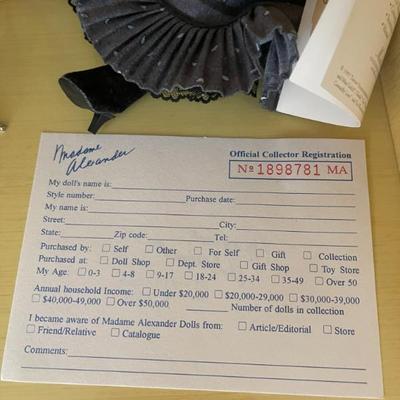 Madame
Alexander
Official Collector Registration
Nº 1898781 MA
My doll's name is:
Style number: Purchase date:
My name is:
Street: City:
State: Zip code: Tel:
Purchased by: □ Self □ Other □ For Self □ Gift □ Collection
Purchased at: □ Doll Shop □ Dept. Store □ Gift Shop □ Toy Store
My Age: □ 0-3 □ 4-8 □ 9-17 □ 18-24 □ 25-34 □ 35-49 □ Over 50
Annual household Income: □ Under $20,000 □ $20,000-29,000 □ $30,000-39,000
□ $40,000-49,000 □ Over $50,000 Number of dolls in collection
I became aware of Madame Alexander Dolls from: □ Article/Editorial □ Store
□ Friend/Relative □ Catalogue
Comments: